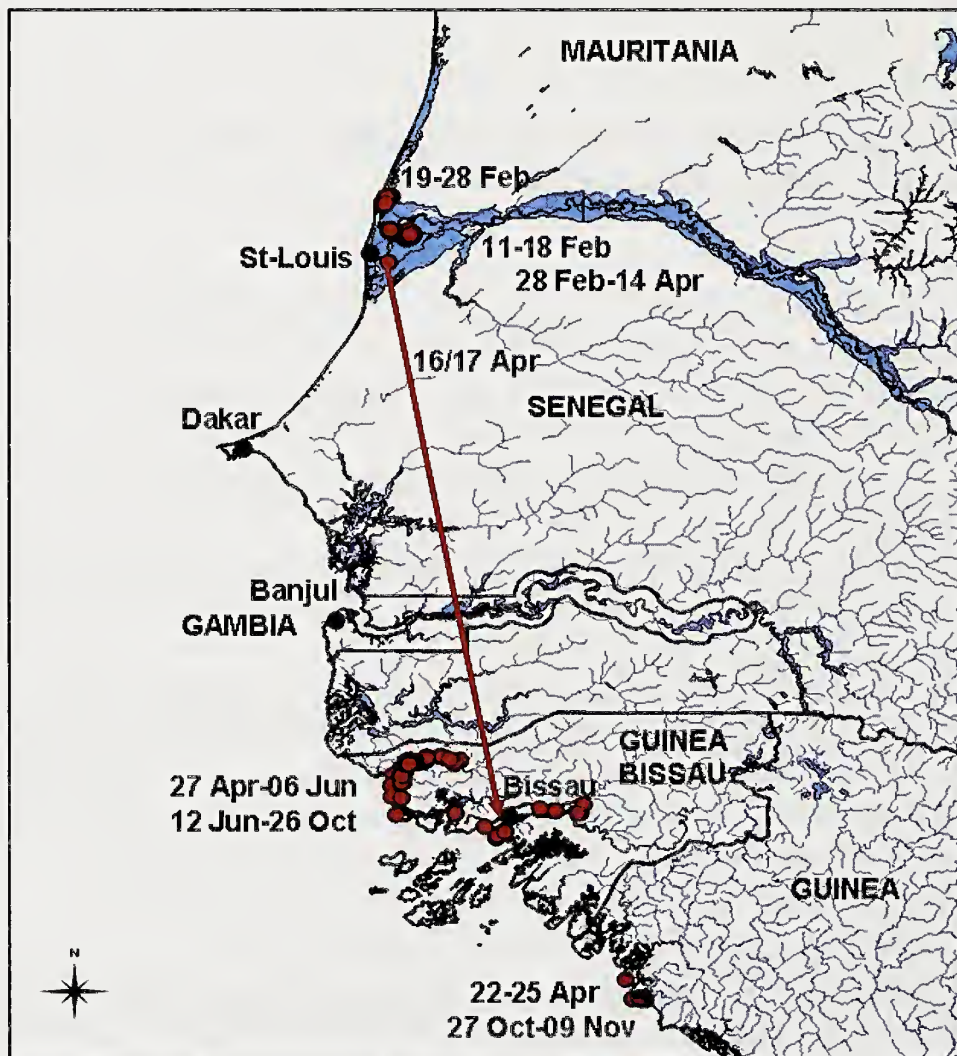 MAURITANIA
19-28 Feb
St-Louis
11-18 Feb
28 Feb-14 Apr
16/17 Apr
SENEGAL
Dakar
Banjul
GAMBIA
GUINEA
BISSAU
27 Apr-06 Jun
12 Jun-26 Oct
Bissau
GUINEA
N
22-25 Apr
27 Oct-09 Nov